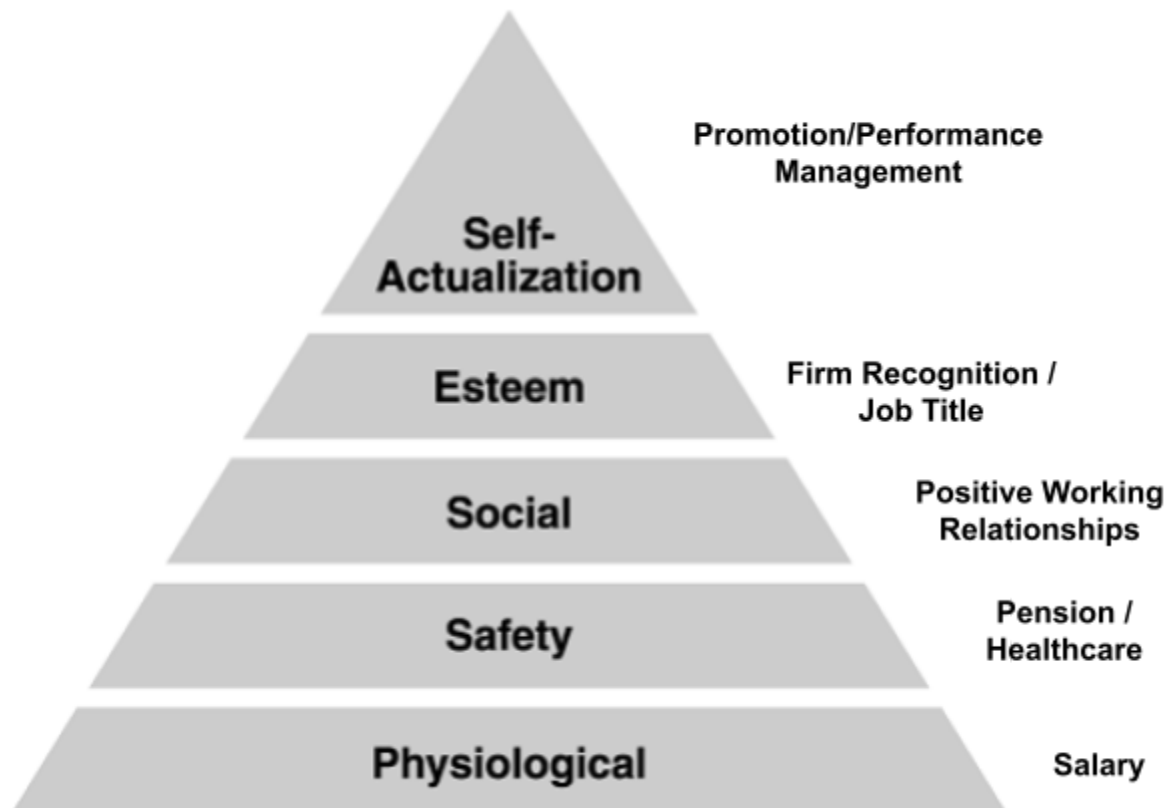 Promotion/Performance
Management
Self-
Actualization
Firm Recognition /
Job Title
Esteem
Positive Working
Relationships
Social
Pension /
Healthcare
Safety
Physiological
Salary